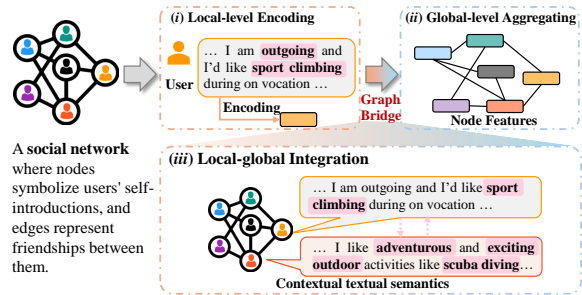 (i) Local-level Encoding
… I am outgoing and
I'd like sport climbing
during on vocation …
User
Encoding
Graph
Bridge
(ii) Global-level Aggregating
Node Features
A social network
where nodes
symbolize users' self-
introductions, and
edges represent
friendships between
them.
(iii) Local-global Integration
… I am outgoing and I'd like sport
climbing during on vocation …
… I like adventurous and exciting
outdoor activities like scuba diving…
Contextual textual semantics